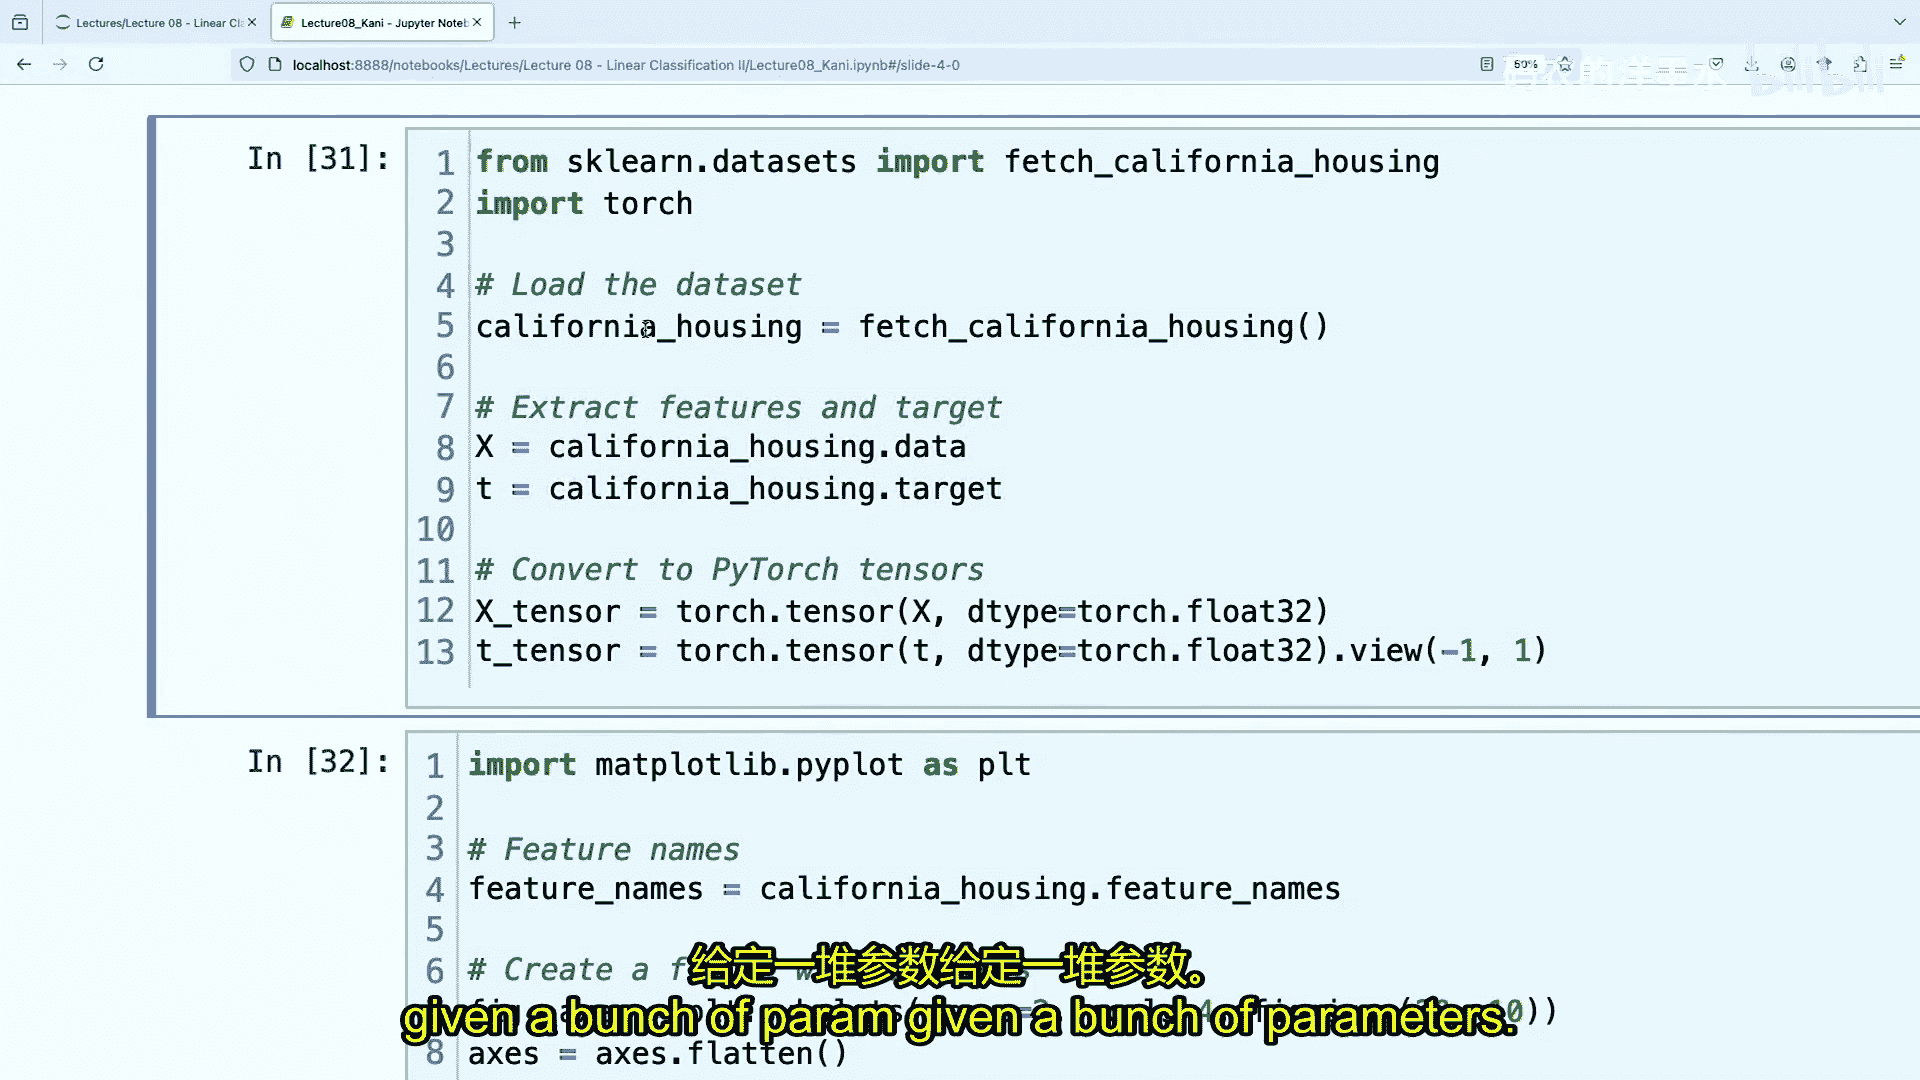 Lectures/Lecture 08 - Linear Cl
Lecture08_Kani - Jupyter Noteb
localhost:8888/notebooks/Lectures/Lecture 08 - Linear Classification II/Lecture08_Kani.ipynb#/slide-4-0
50%
In [31]:
1 from sklearn.datasets import fetch_california_housing
2 import torch
3
4 # Load the dataset
5 california_housing = fetch_california_housing()
6
7 # Extract features and target
8 X = california_housing.data
9 t = california_housing.target
10
11 # Convert to PyTorch tensors
12 X_tensor = torch.tensor(X, dtype=torch.float32)
13 t_tensor = torch.tensor(t, dtype=torch.float32).view(-1, 1)
In [32]:
1 import matplotlib.pyplot as plt
2
3 # Feature names
4 feature_names = california_housing.feature_names
5
6 # Create a
给定一堆参数给定一堆参数。
given a bunch of param given a bunch of parameters.
8 axes = axes.flatten()